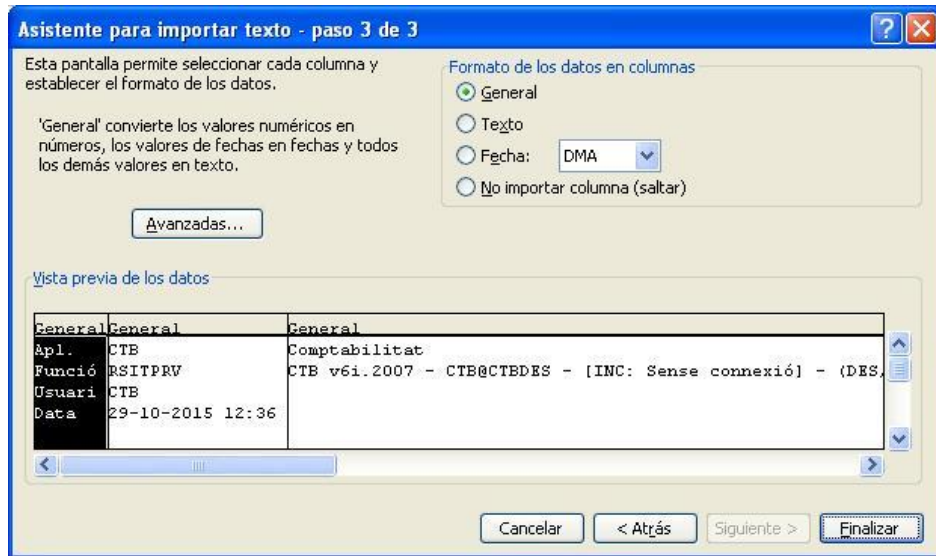 Asistente para importar texto - paso 3 de 3
Esta pantalla permite seleccionar cada columna y
establecer el formato de los datos.
'General' convierte los valores numéricos en
números, los valores de fechas en fechas y todos
los demás valores en texto.
Avanzadas...
Formato de los datos en columnas
General
Texto
Fecha: DMA
No importar columna (saltar)
Vista previa de los datos
General General General
Apl. CTB Comptabilitat
Funció RSITPRV CTB v6i.2007 - CTB@CTBDES - [INC: Sense connexió] - (DES,
Usuari CTB
Data 29-10-2015 12:36
Cancelar < Atrás Siguiente > Finalizar